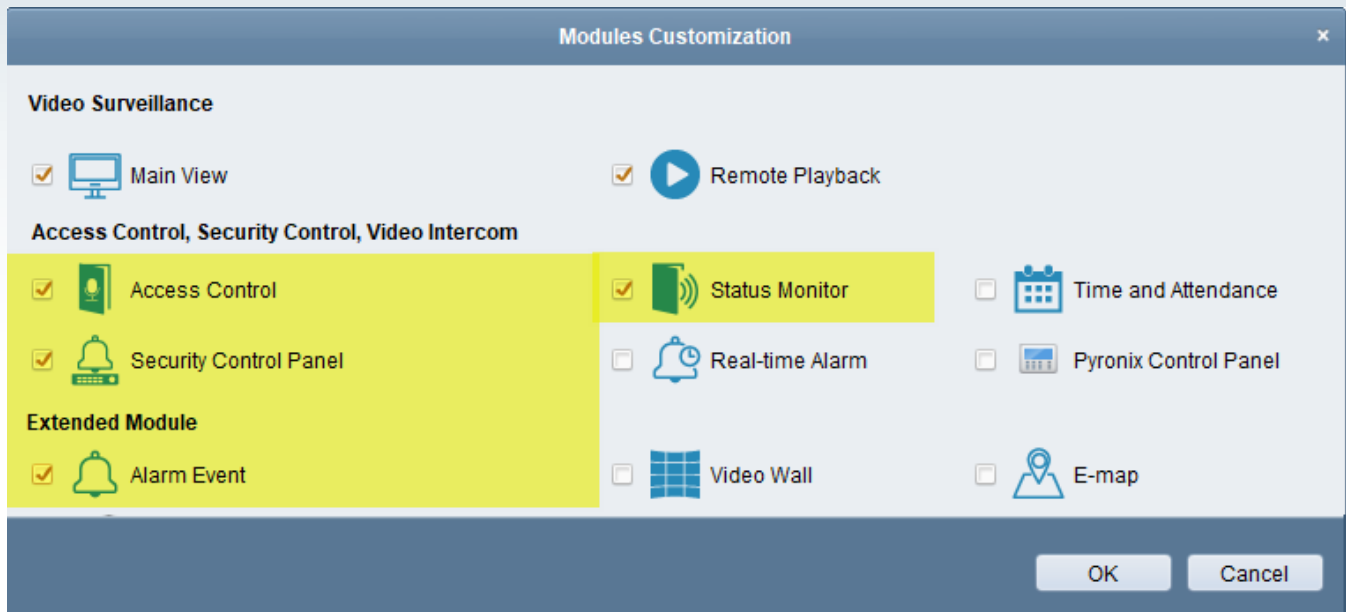 Modules Customization ×
Video Surveillance
Main View Remote Playback
Access Control, Security Control, Video Intercom
Access Control Status Monitor Time and Attendance
Security Control Panel Real-time Alarm Pyronix Control Panel
Extended Module
Alarm Event Video Wall E-map
OK Cancel